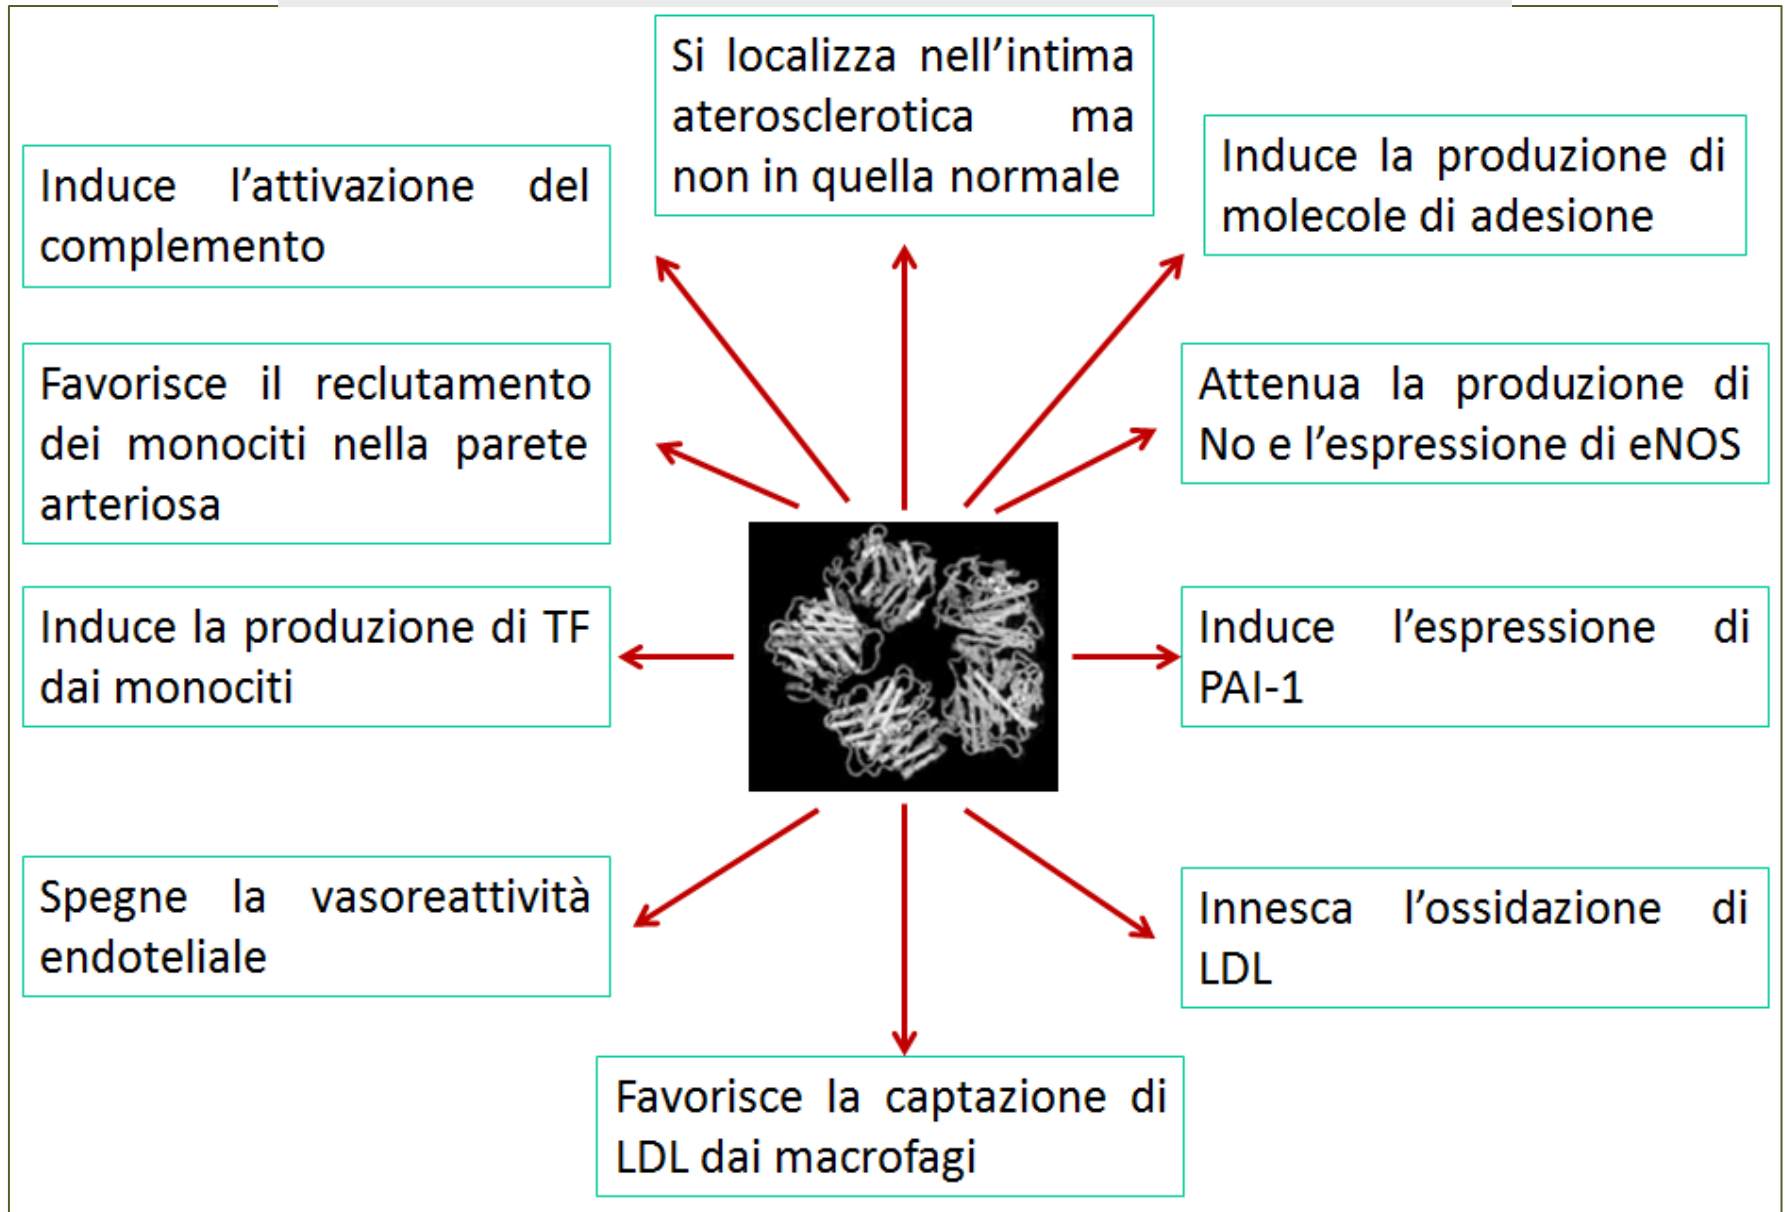 Si localizza nell'intima
aterosclerotica ma
non in quella normale
Induce l'attivazione del
complemento
Induce la produzione di
molecole di adesione
Favorisce il reclutamento
dei monociti nella parete
arteriosa
Attenua la produzione di
No e l'espressione di eNOS
Induce la produzione di TF
dai monociti
Induce l'espressione di
PAI-1
Spegne la vasoreattività
endoteliale
Innesca l'ossidazione di
LDL
Favorisce la captazione di
LDL dai macrofagi